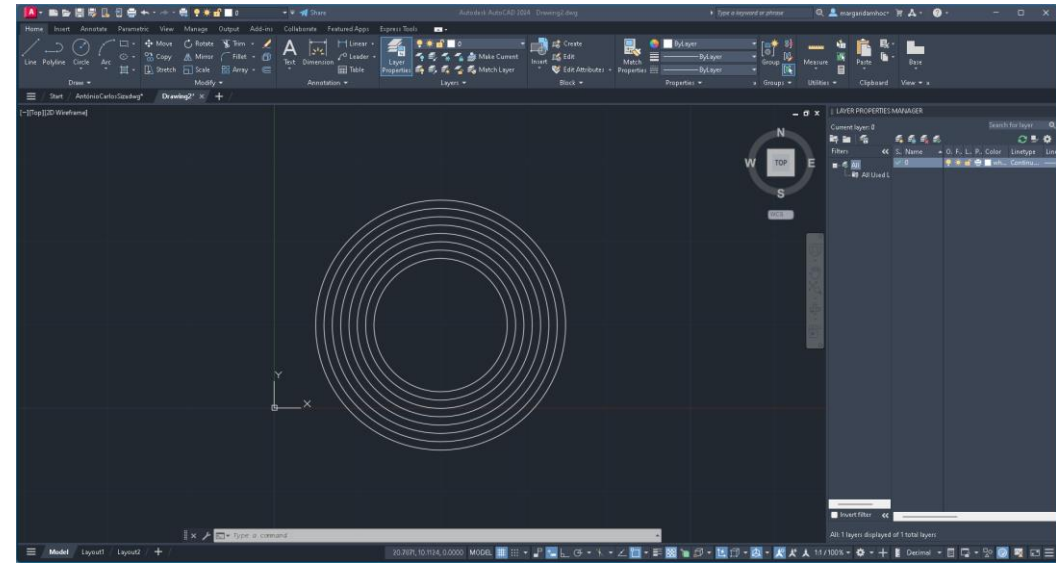 Share
Autodesk AutoCAD 2024 Drawing2.dwg
Type a keyword or phrase
Home Insert Annotate Parametric View Manage Output Add-ins Collaborate Featured Apps Express Tools
Line Polyline Circle Arc
Move Rotate Trim
Copy Mirror Fillet
Stretch Scale Array
Text Dimension
Linear
Leader
Table
Layer
Properties
0
Make Current
Match Layer
Insert
Create
Edit
Edit Attributes
Match
Properties
ByLayer
ByLayer
ByLayer
Group
Measure
Paste
Base
Draw Modify Annotation Layers Block Properties Groups Utilities Clipboard View
Start Drawing2* +
[-][Top][2D Wireframe]
N
W TOP E
S
WCS
Y
X
LAYER PROPERTIES MANAGER
Current layer: 0
Search for layer
Filters S.. Name O. F.. L.. P.. Color Linetype Line
All 0 wh... Continu...
All Used L
Invert filter
All: 1 layers displayed of 1 total layers
Type a command
Model Layout1 Layout2 +
20.7071, 10.1134, 0.0000 MODEL
1:1 / 100% Decimal